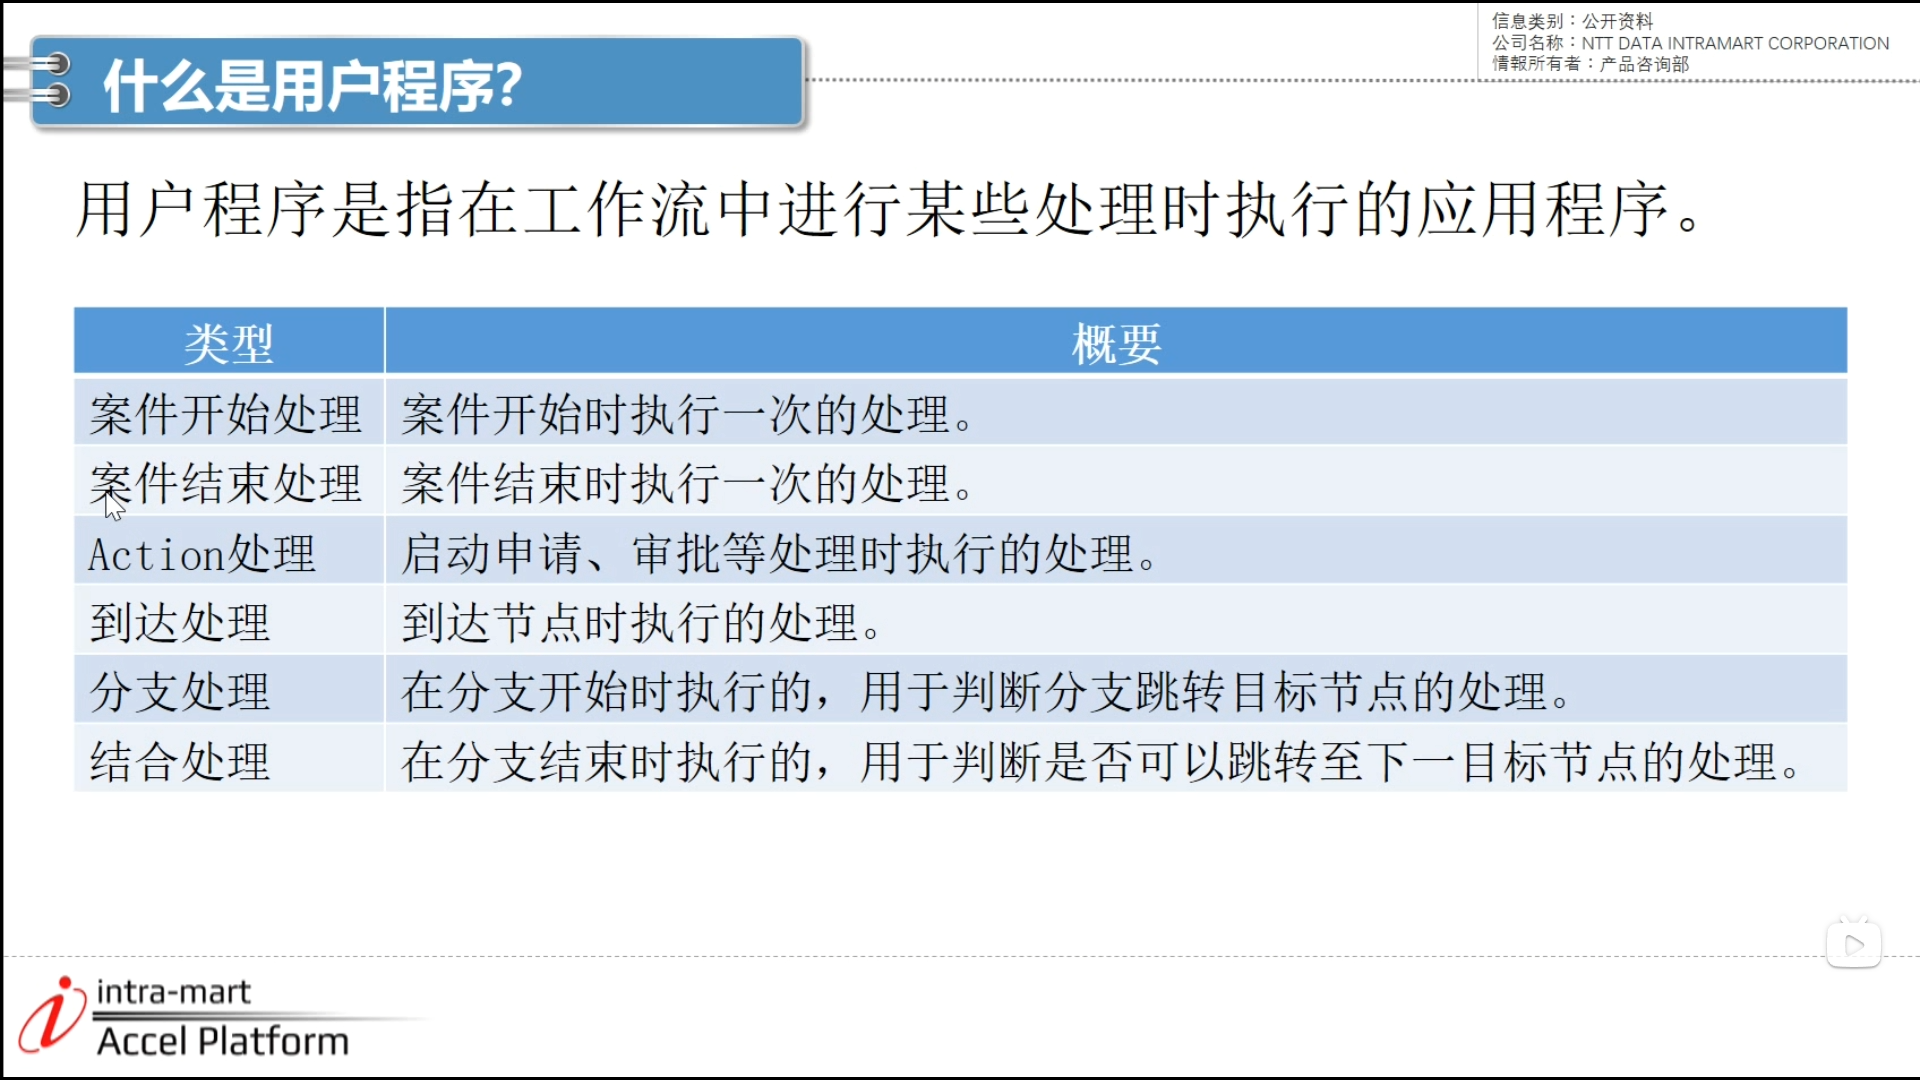 信息类别：公开资料
公司名称：NTT DATA INTRAMART CORPORATION
情報所有者：产品咨询部
什么是用户程序？
用户程序是指在工作流中进行某些处理时执行的应用程序。
类型 概要
案件开始处理 案件开始时执行一次的处理。
案件结束处理 案件结束时执行一次的处理。
Action处理 启动申请、审批等处理时执行的处理。
到达处理 到达节点时执行的处理。
分支处理 在分支开始时执行的，用于判断分支跳转目标节点的处理。
结合处理 在分支结束时执行的，用于判断是否可以跳转至下一目标节点的处理。
intra-mart
Accel Platform